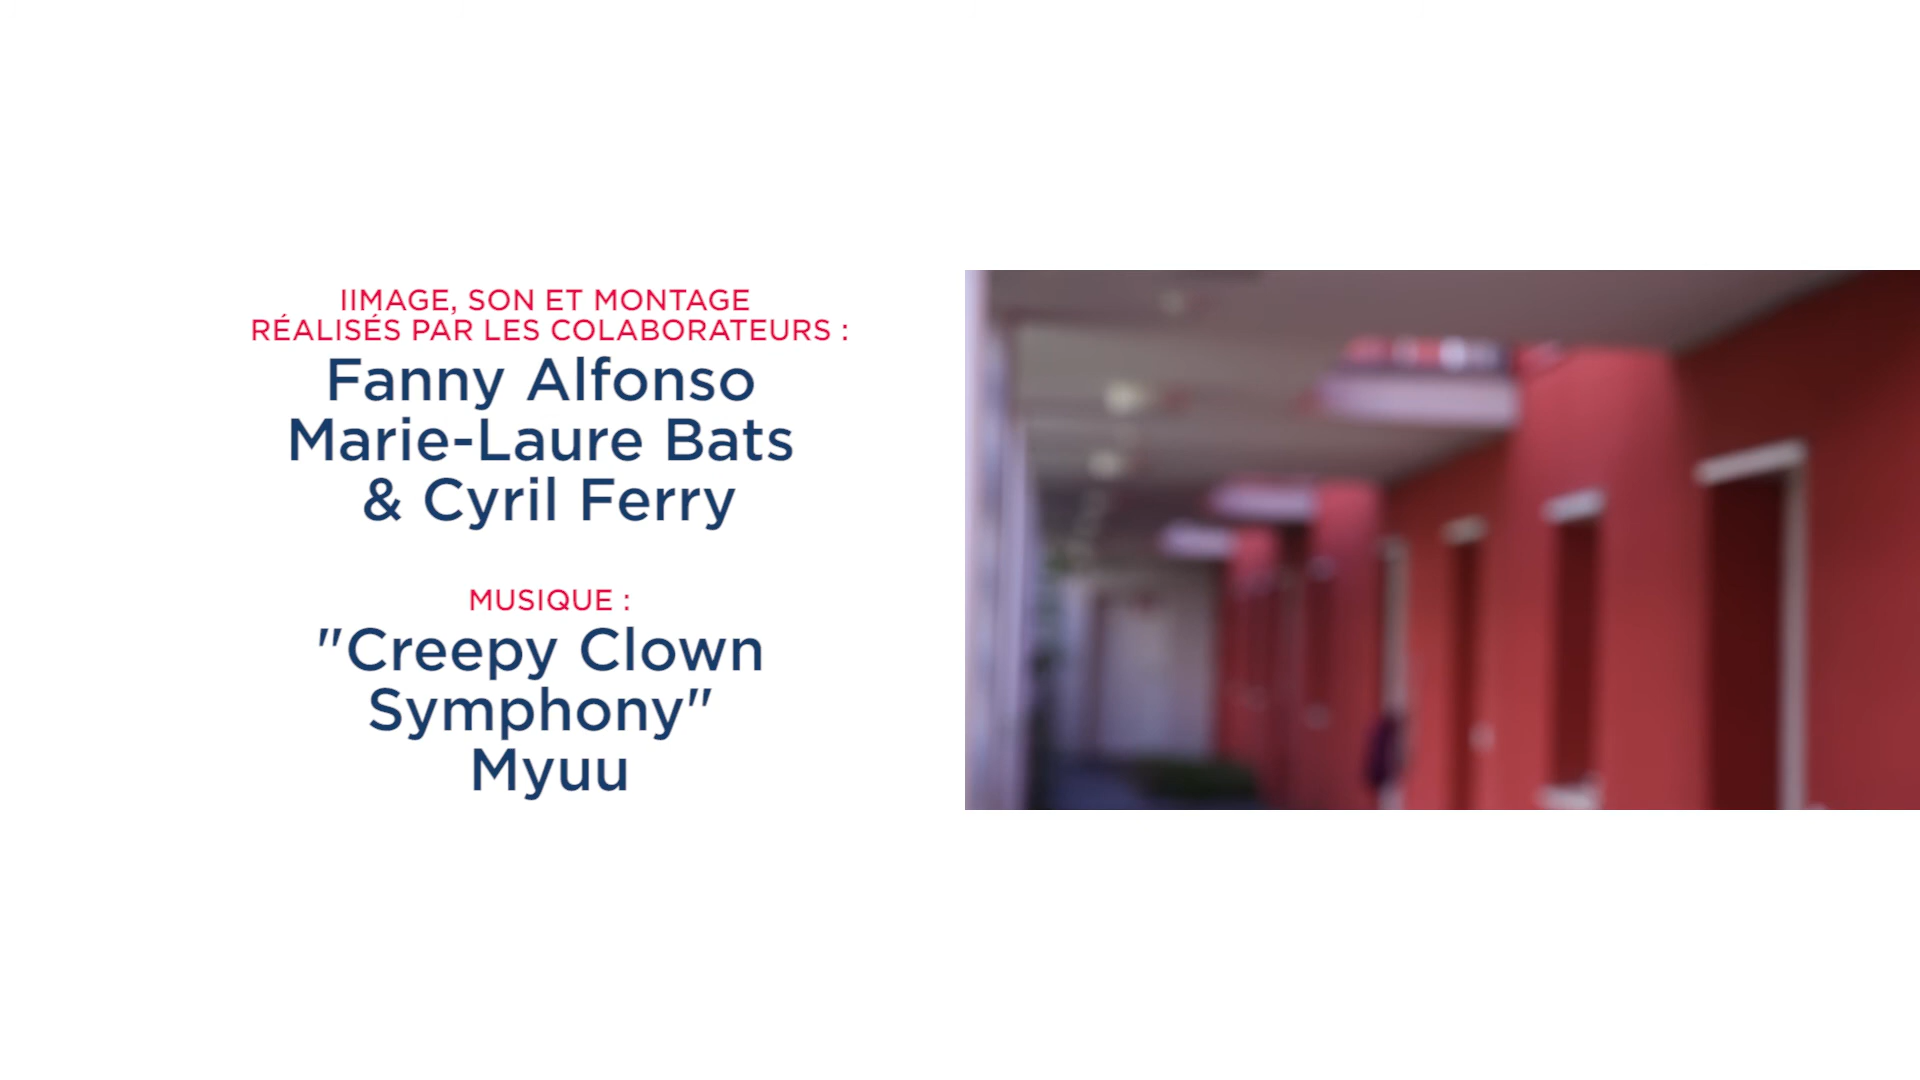 IIMAGE, SON ET MONTAGE
RÉALISÉS PAR LES COLABORATEURS :
Fanny Alfonso
Marie-Laure Bats
& Cyril Ferry
MUSIQUE :
"Creepy Clown
Symphony"
Myuu